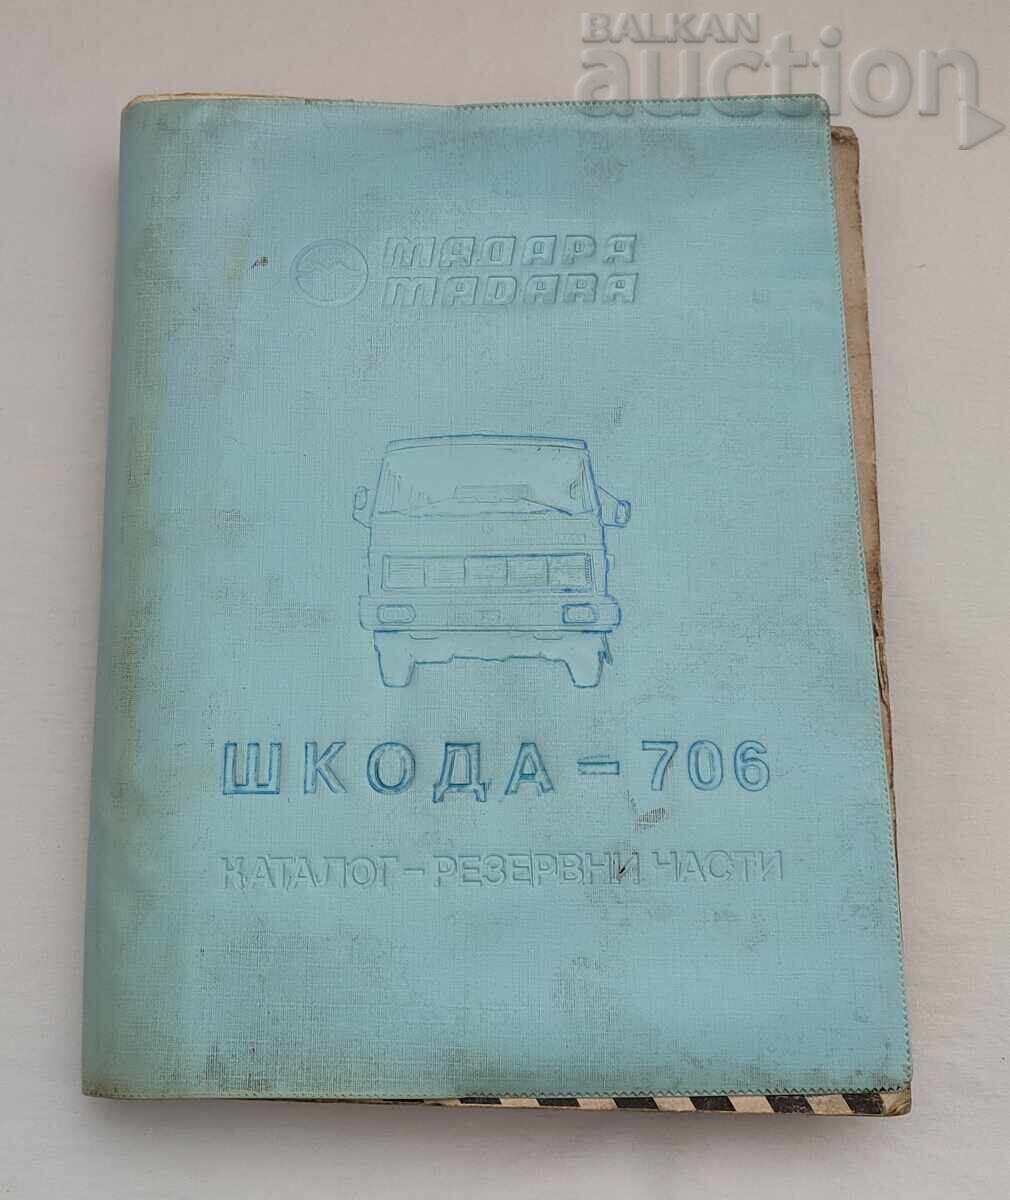 BALKAN
auction
МАДАРА
MADARA
ШКОДА - 706
КАТАЛОГ - РЕЗЕРВНИ ЧАСТИ